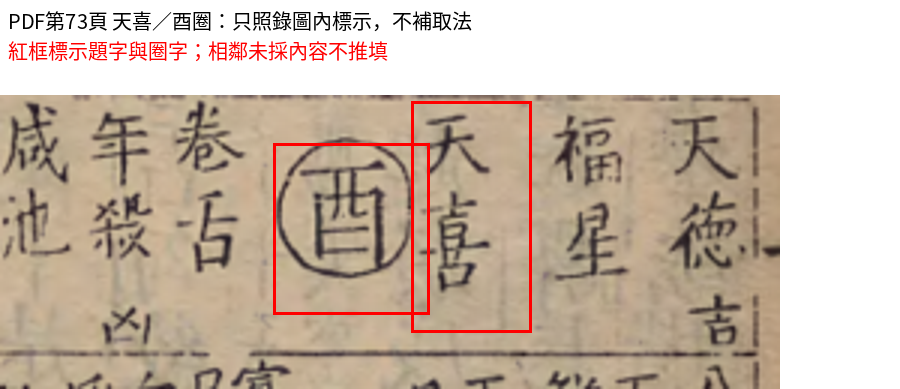 PDF第73頁 天喜／酉圈：只照錄圖內標示，不補取法
紅框標示題字與圈字；相鄰未採內容不推填
天德 吉
福星
天喜
酉
卷舌
年殺 凶
咸池